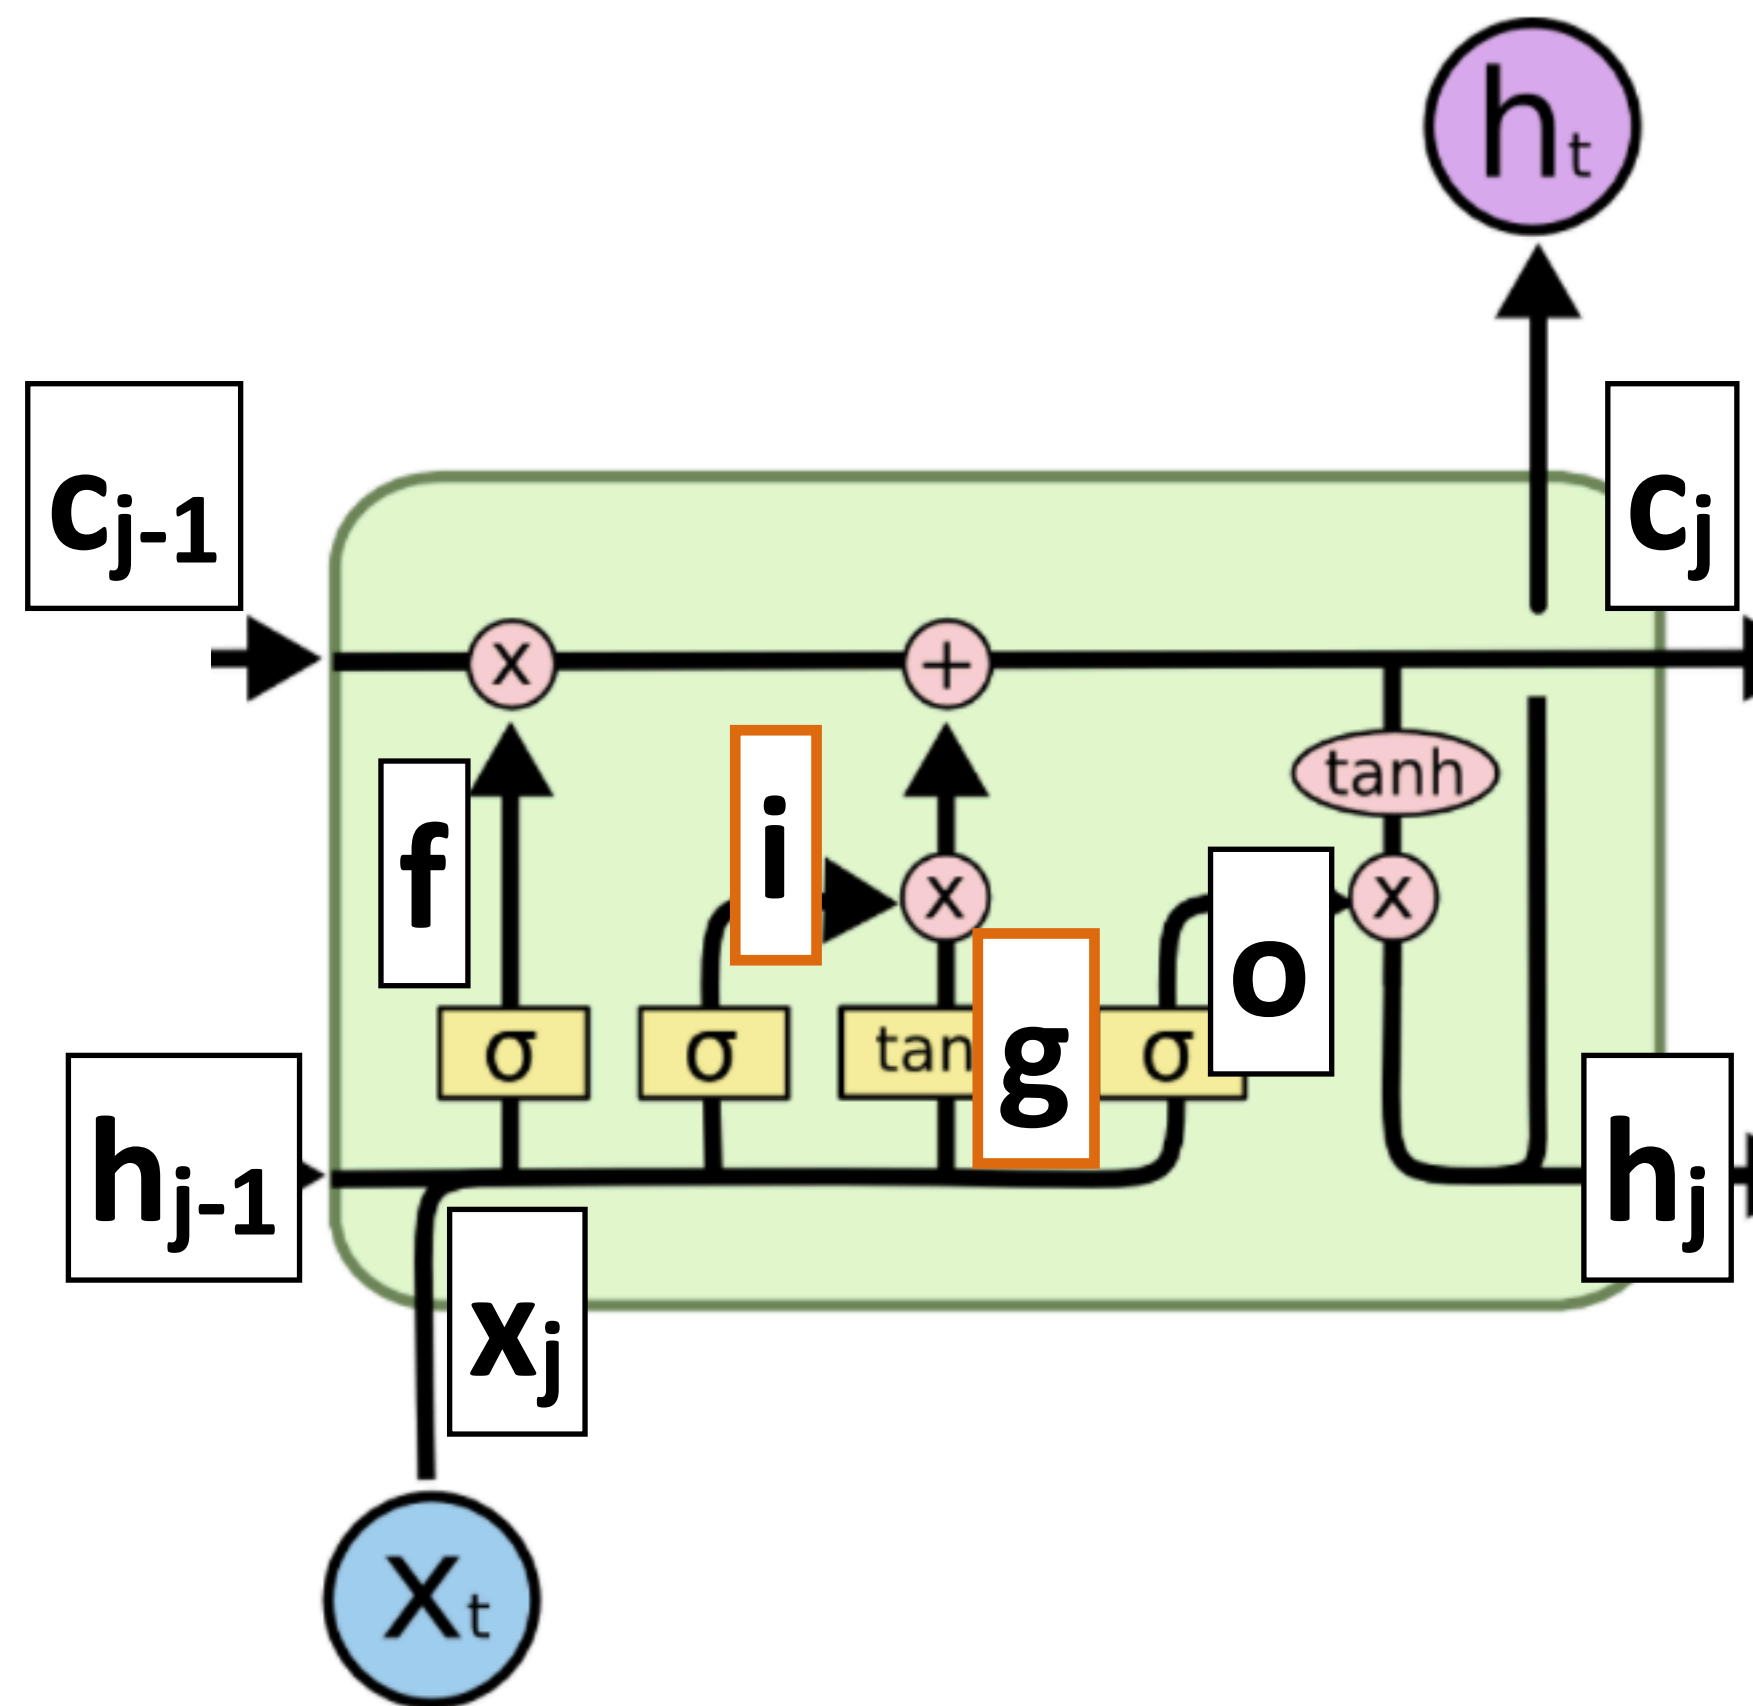 ht
cj-1
cj
x
+
f
i
tanh
x
x
o
g
σ
σ
tan
σ
hj-1
hj
xj
xt